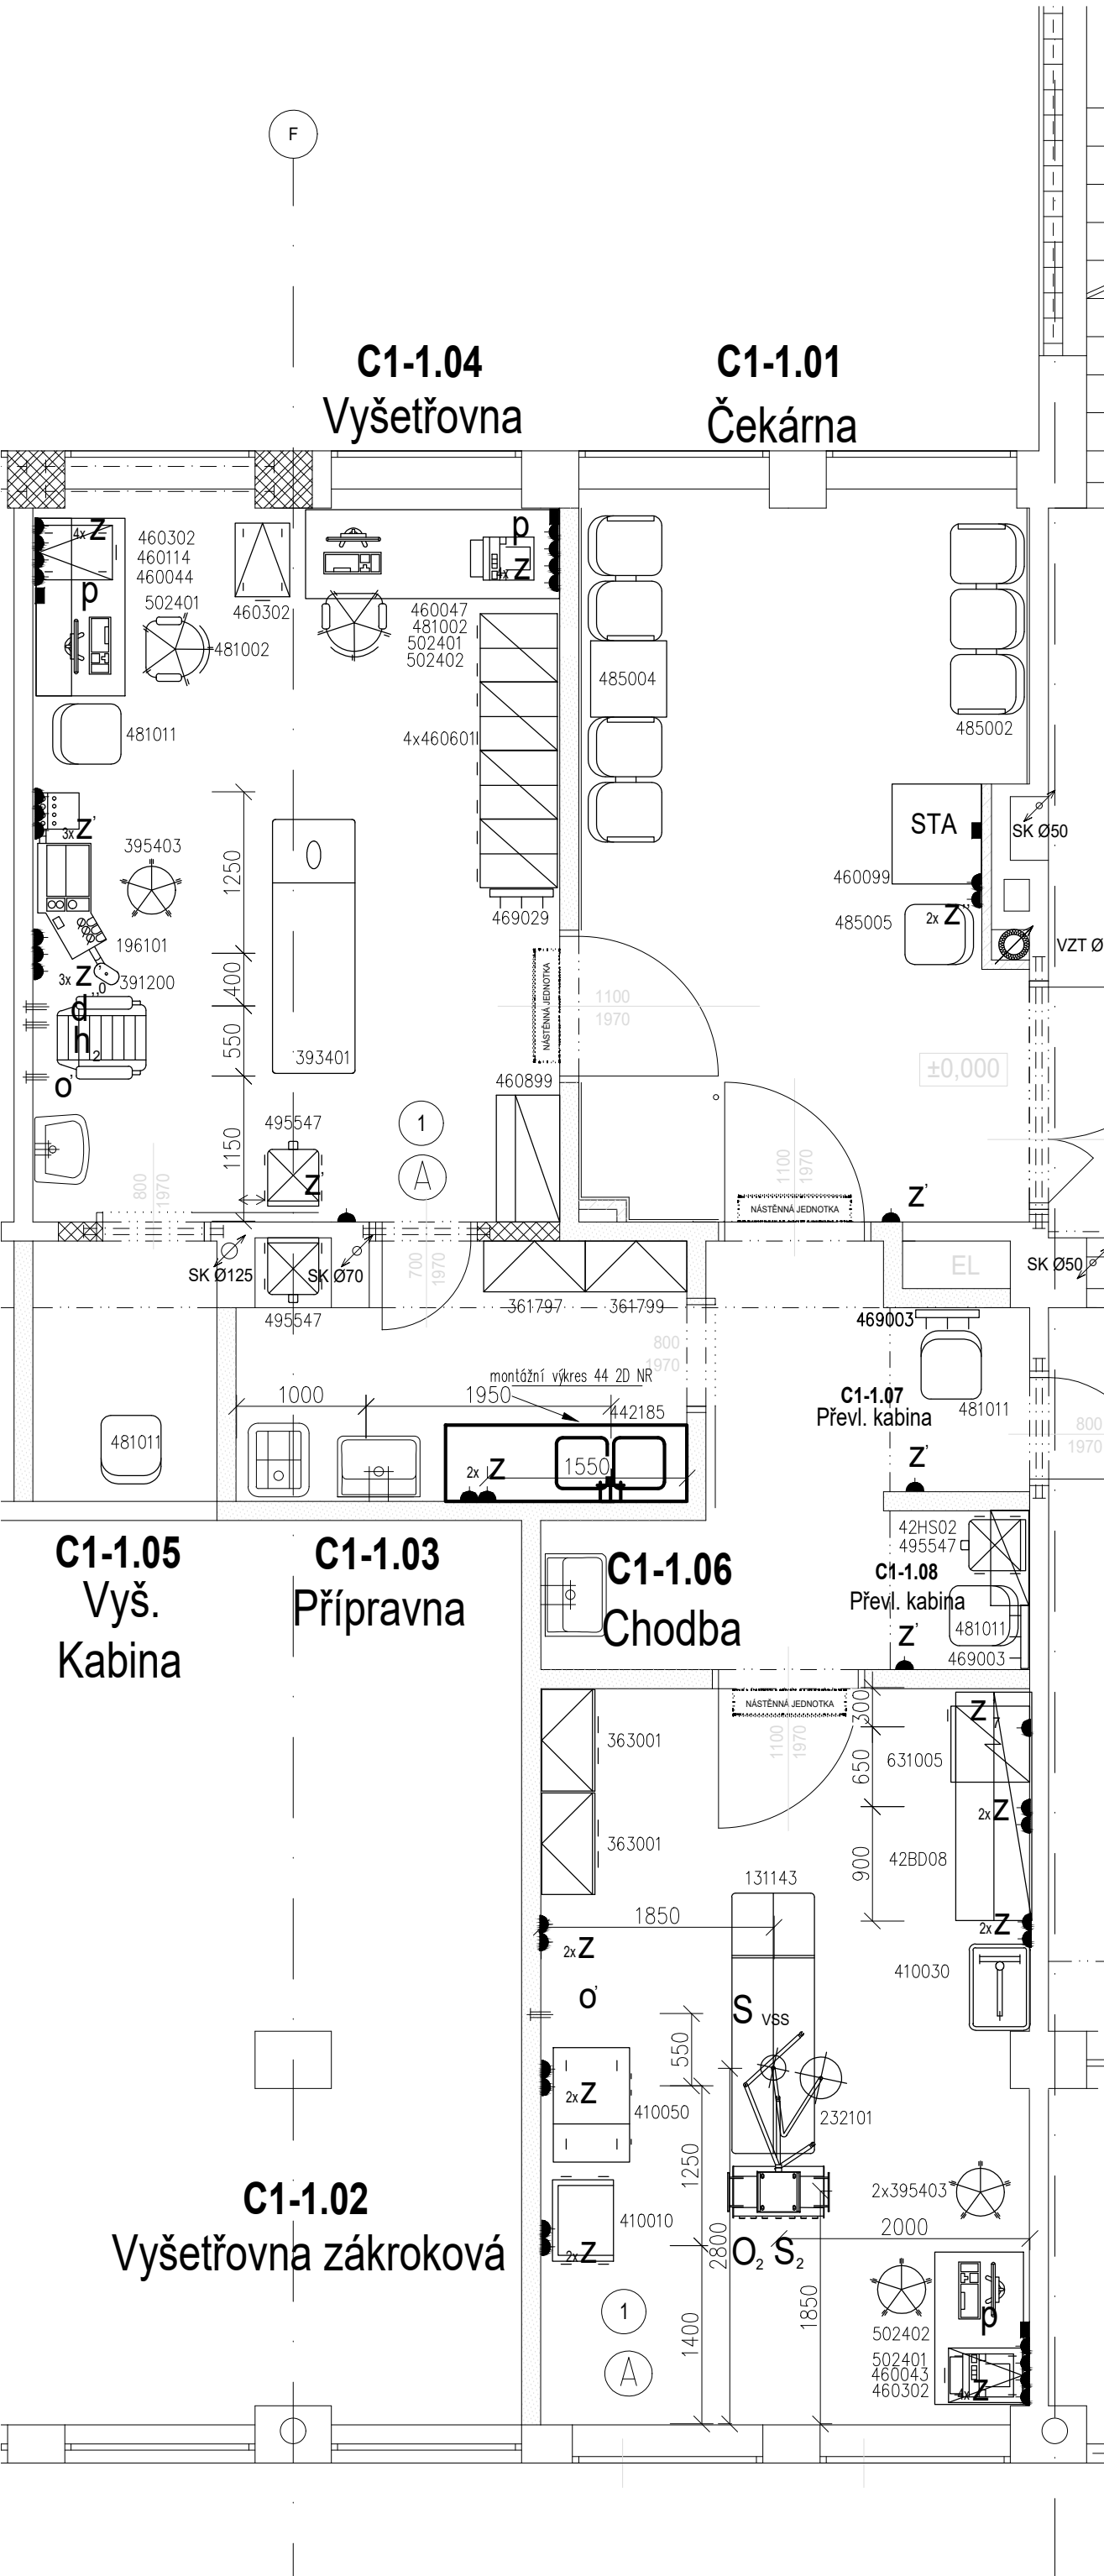 F
C1-1.04
Vyšetřovna
C1-1.01
Čekárna
4x Z
460302
460114
460044
p
502401
481002
460302
p
4x Z
460047
481002
502401
502402
485004
485002
481011
4x460601
3x Z'
395403
1250
STA
SK Ø50
460099
469029
485005
2x Z''
VZT Ø
196101
3x Z''
391200
400
d 0
h2
550
393401
NÁSTĚNNÁ JEDNOTKA
1100
1970
±0,000
o'
460899
495547
1
1150
A
800
1970
Z'
1100
1970
NÁSTĚNNÁ JEDNOTKA
Z'
SK Ø125
SK Ø70
700
1970
EL
SK Ø50
495547
361797
361799
469003
800
1970
montážní výkres 44 2D NR
1000
1950
442185
C1-1.07
Převl. kabina
481011
800
1970
481011
2x Z
1550
Z'
C1-1.05
Vyš.
Kabina
C1-1.03
Přípravna
C1-1.06
Chodba
42HS02
495547
C1-1.08
Převl. kabina
481011
Z'
469003
NÁSTĚNNÁ JEDNOTKA
1100
1970
300
363001
Z 7
631005
650
2x Z
363001
900
42BD08
131143
1850
2x Z
2x Z
410030
o'
S VSS
550
2x Z
410050
232101
1250
C1-1.02
Vyšetřovna zákroková
2x395403
410010
2x Z
2800
O2 S2
2000
1
1850
p
502402
1400
A
502401
460043
460302
4x Z